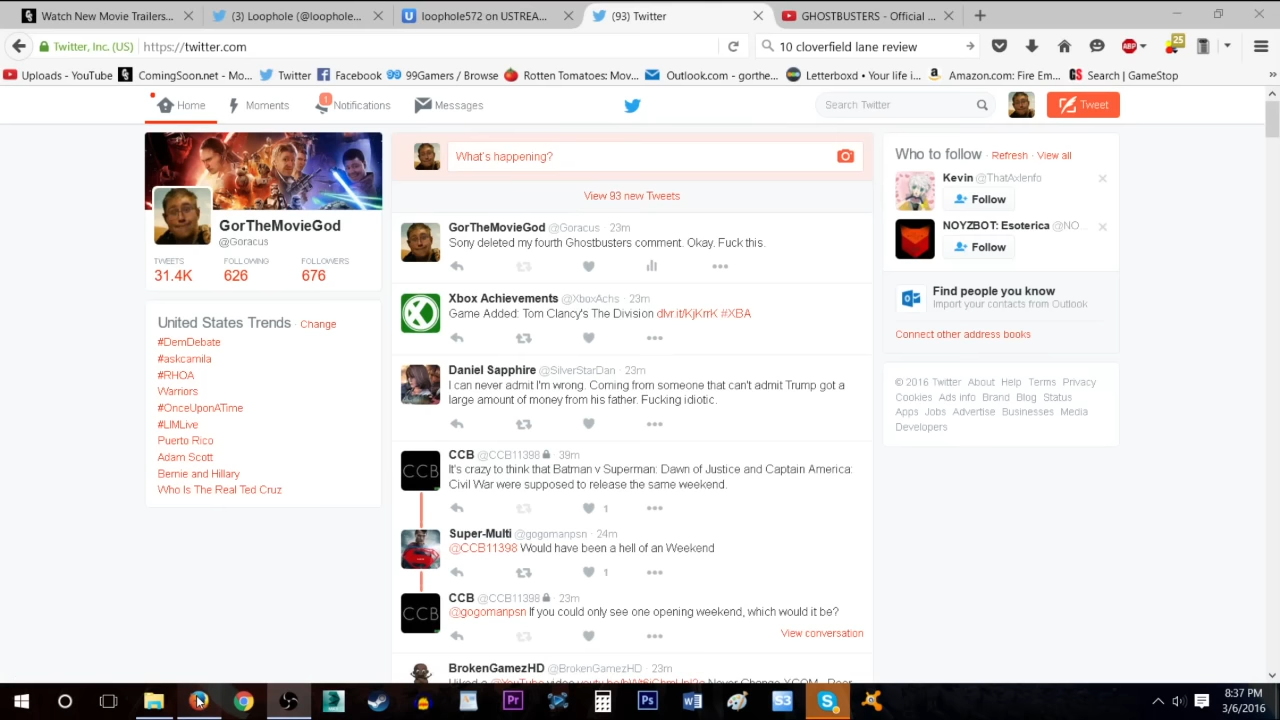 Watch New Movie Trailers...
(3) Loophole (@loophole...
loophole572 on USTREA...
(93) Twitter
GHOSTBUSTERS - Official ...
Twitter, Inc. (US)
https://twitter.com
10 cloverfield lane review
25
ABP
Uploads - YouTube
ComingSoon.net - Mo...
Twitter
Facebook
99Gamers / Browse
Rotten Tomatoes: Mov...
Outlook.com - gorthe...
Letterboxd • Your life i...
Amazon.com: Fire Em...
Search | GameStop
Home
Moments
1
Notifications
Messages
Search Twitter
Tweet
GorTheMovieGod
@Goracus
TWEETS
FOLLOWING
FOLLOWERS
31.4K
626
676
United States Trends · Change
#DemDebate
#askcamila
#RHOA
Warriors
#OnceUponATime
#LIMLive
Puerto Rico
Adam Scott
Bernie and Hillary
Who Is The Real Ted Cruz
What's happening?
View 93 new Tweets
GorTheMovieGod @Goracus · 23m
Sony deleted my fourth Ghostbusters comment. Okay. Fuck this.
Xbox Achievements @XboxAchs · 23m
Game Added: Tom Clancy's The Division dlvr.it/KjKrrK #XBA
Daniel Sapphire @SilverStarDan · 23m
I can never admit I'm wrong. Coming from someone that can't admit Trump got a
large amount of money from his father. Fucking idiotic.
CCB
CCB @CCB11398 · 39m
It's crazy to think that Batman v Superman: Dawn of Justice and Captain America:
Civil War were supposed to release the same weekend.
1
Super-Multi @gogomanpsn · 24m
@CCB11398 Would have been a hell of an Weekend
1
CCB
CCB @CCB11398 · 23m
@gogomanpsn If you could only see one opening weekend, which would it be?
View conversation
BrokenGamezHD @BrokenGamezHD · 23m
Who to follow · Refresh · View all
Kevin @ThatAxlenfo
Follow
NOYZBOT: Esoterica @NO...
Follow
Find people you know
Import your contacts from Outlook
Connect other address books
© 2016 Twitter About Help Terms Privacy
Cookies Ads info Brand Blog Status
Apps Jobs Advertise Businesses Media
Developers
8:37 PM
3/6/2016